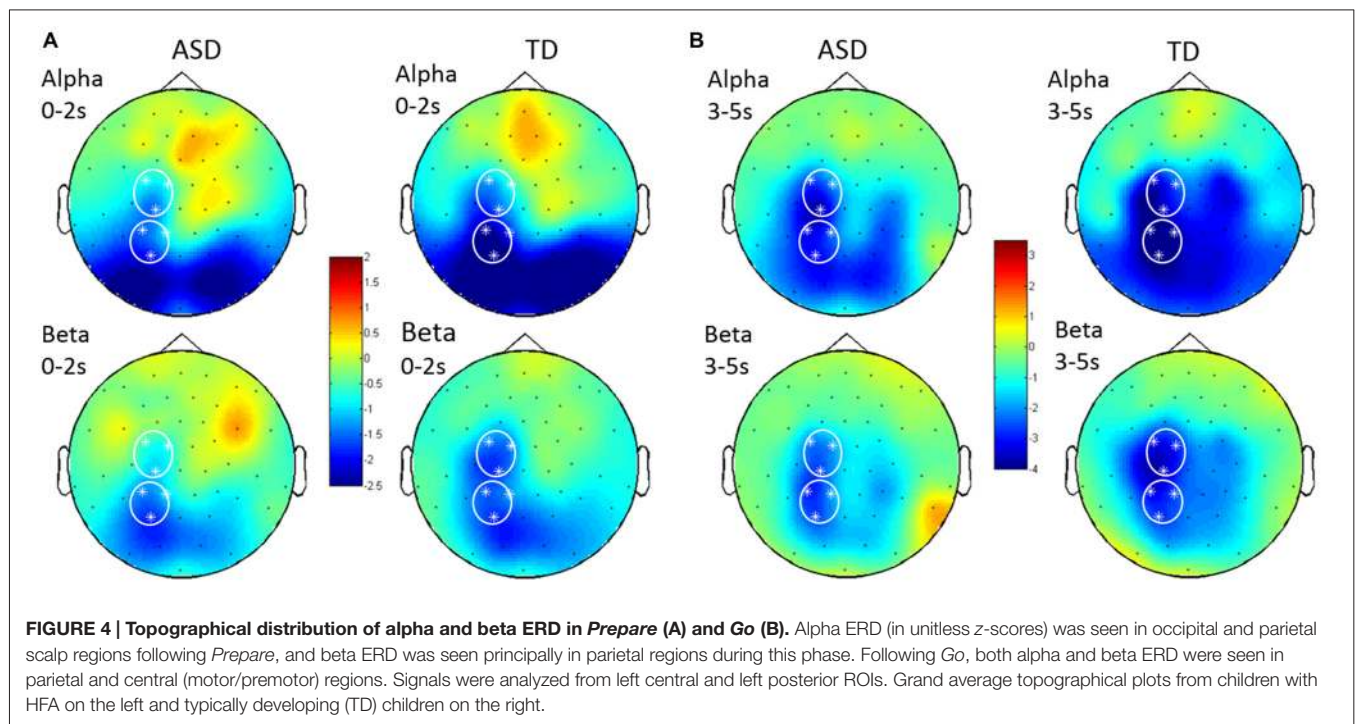 A
ASD
TD
B
ASD
TD
Alpha
0-2s
Alpha
0-2s
Alpha
3-5s
Alpha
3-5s
2
1.5
1
0.5
0
-0.5
-1
-1.5
-2
-2.5
3
2
1
0
-1
-2
-3
-4
Beta
0-2s
Beta
0-2s
Beta
3-5s
Beta
3-5s
FIGURE 4 | Topographical distribution of alpha and beta ERD in Prepare (A) and Go (B). Alpha ERD (in unitless z-scores) was seen in occipital and parietal
scalp regions following Prepare, and beta ERD was seen principally in parietal regions during this phase. Following Go, both alpha and beta ERD were seen in
parietal and central (motor/premotor) regions. Signals were analyzed from left central and left posterior ROIs. Grand average topographical plots from children with
HFA on the left and typically developing (TD) children on the right.